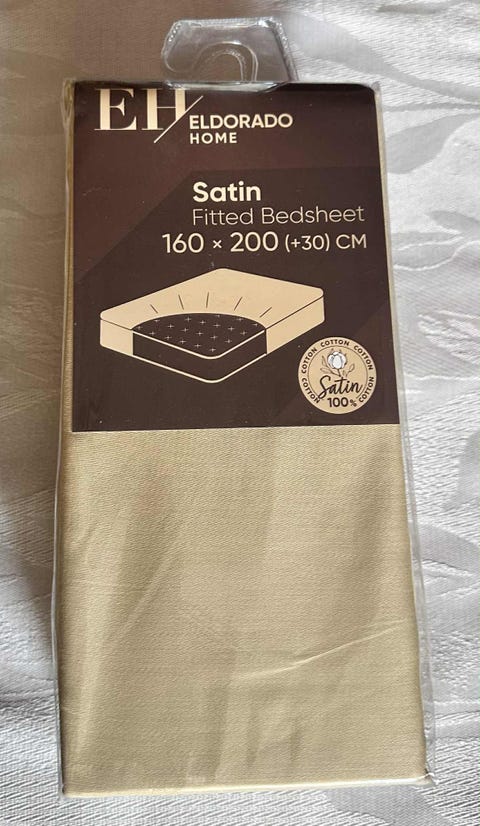 EH
ELDORADO
HOME
Satin
Fitted Bedsheet
160 × 200 (+30) CM
COTTON COTTON COTTON COTTON COTTON
Satin
100%